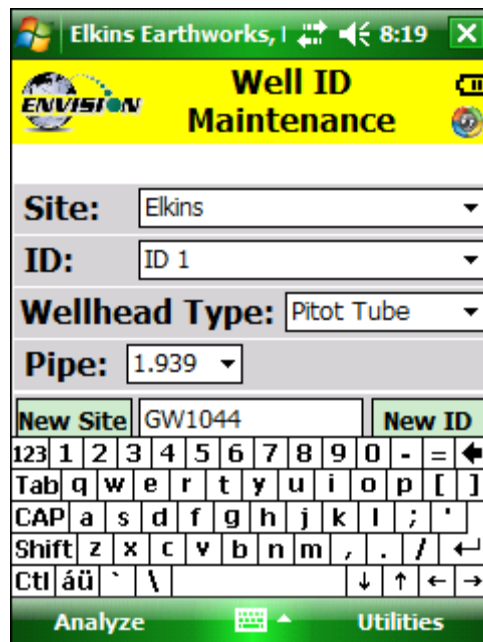 Elkins Earthworks, 8:19
ENVISION
Well ID
Maintenance
Site: Elkins
ID: ID 1
Wellhead Type: Pitot Tube
Pipe: 1.939
New Site GW1044 New ID
123 1 2 3 4 5 6 7 8 9 0 - =
Tab q w e r t y u i o p [ ]
CAP a s d f g h j k l ; '
Shift z x c v b n m , . /
Ctl áü ` \ ↓ ↑ ← →
Analyze Utilities